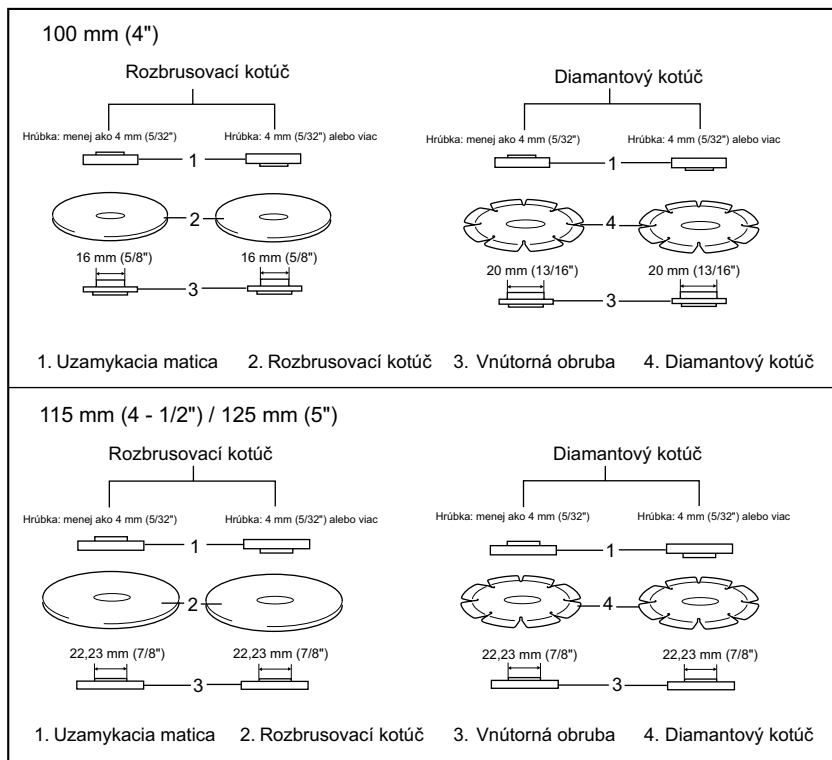 100 mm (4")
Rozbrusovací kotúč Diamantový kotúč
Hrúbka: menej ako 4 mm (5/32") Hrúbka: 4 mm (5/32") alebo viac Hrúbka: menej ako 4 mm (5/32") Hrúbka: 4 mm (5/32") alebo viac
1 1
2 4
16 mm (5/8") 16 mm (5/8") 20 mm (13/16") 20 mm (13/16")
3 3
1. Uzamykacia matica 2. Rozbrusovací kotúč 3. Vnútorná obruba 4. Diamantový kotúč
115 mm (4 - 1/2") / 125 mm (5")
Rozbrusovací kotúč Diamantový kotúč
Hrúbka: menej ako 4 mm (5/32") Hrúbka: 4 mm (5/32") alebo viac Hrúbka: menej ako 4 mm (5/32") Hrúbka: 4 mm (5/32") alebo viac
1 1
2 4
22,23 mm (7/8") 22,23 mm (7/8") 22,23 mm (7/8") 22,23 mm (7/8")
3 3
1. Uzamykacia matica 2. Rozbrusovací kotúč 3. Vnútorná obruba 4. Diamantový kotúč